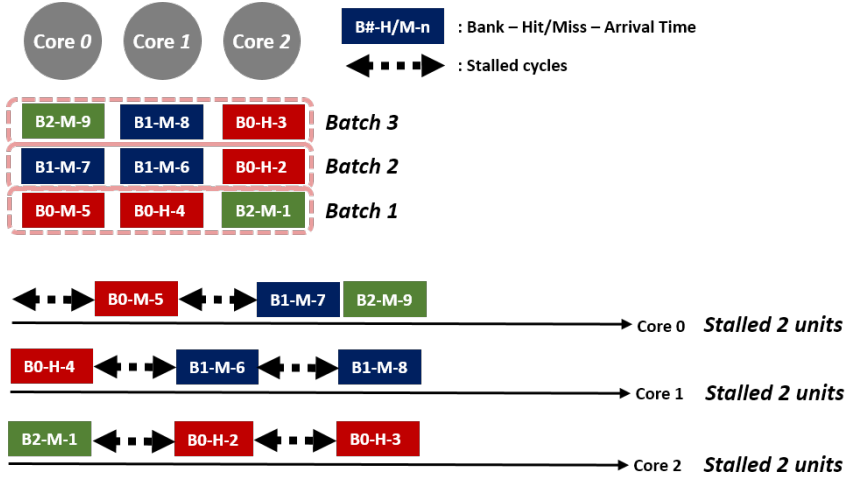 Core 0 Core 1 Core 2
B#-H/M-n : Bank – Hit/Miss – Arrival Time
: Stalled cycles
B2-M-9 B1-M-8 B0-H-3 Batch 3
B1-M-7 B1-M-6 B0-H-2 Batch 2
B0-M-5 B0-H-4 B2-M-1 Batch 1
B0-M-5 B1-M-7 B2-M-9
Core 0 Stalled 2 units
B0-H-4 B1-M-6 B1-M-8
Core 1 Stalled 2 units
B2-M-1 B0-H-2 B0-H-3
Core 2 Stalled 2 units